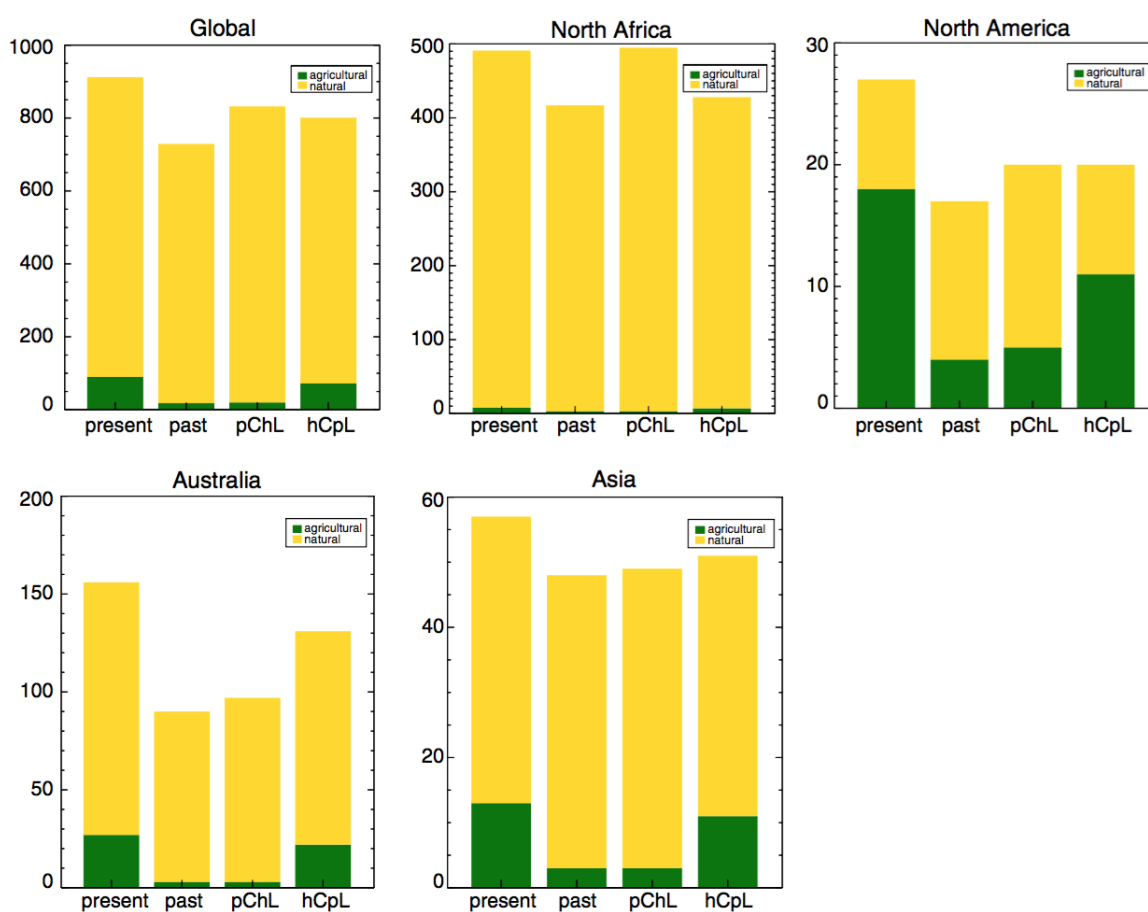 Global
1000
800
600
400
200
0
agricultural
natural
present past pChL hCpL
North Africa
500
400
300
200
100
0
agricultural
natural
present past pChL hCpL
North America
30
20
10
0
agricultural
natural
present past pChL hCpL
Australia
200
150
100
50
0
agricultural
natural
present past pChL hCpL
Asia
60
40
20
0
agricultural
natural
present past pChL hCpL